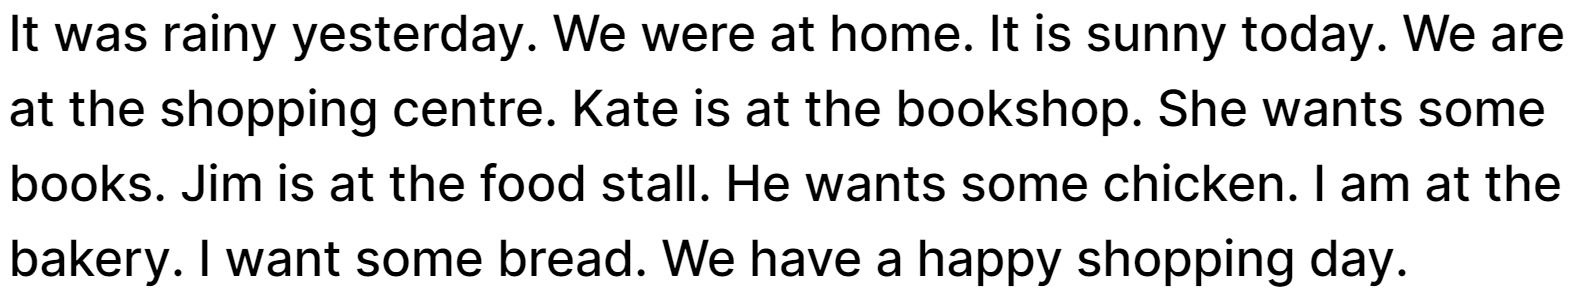 It was rainy yesterday. We were at home. It is sunny today. We are
at the shopping centre. Kate is at the bookshop. She wants some
books. Jim is at the food stall. He wants some chicken. I am at the
bakery. I want some bread. We have a happy shopping day.